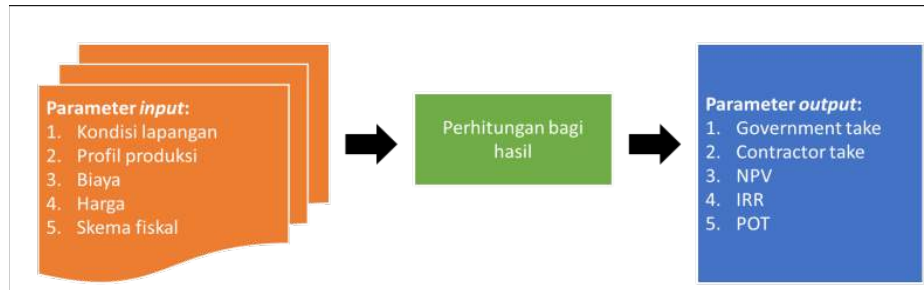 Parameter input:
1. Kondisi lapangan
2. Profil produksi
3. Biaya
4. Harga
5. Skema fiskal
Perhitungan bagi
hasil
Parameter output:
1. Government take
2. Contractor take
3. NPV
4. IRR
5. POT